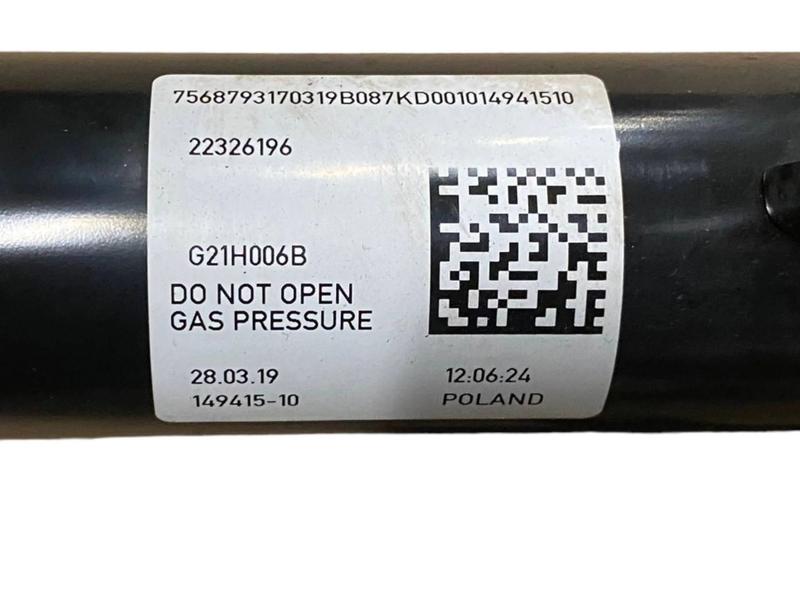 7568793170319B087KD001014941510
22326196
G21H006B
DO NOT OPEN
GAS PRESSURE
28.03.19 12:06:24
149415-10 POLAND